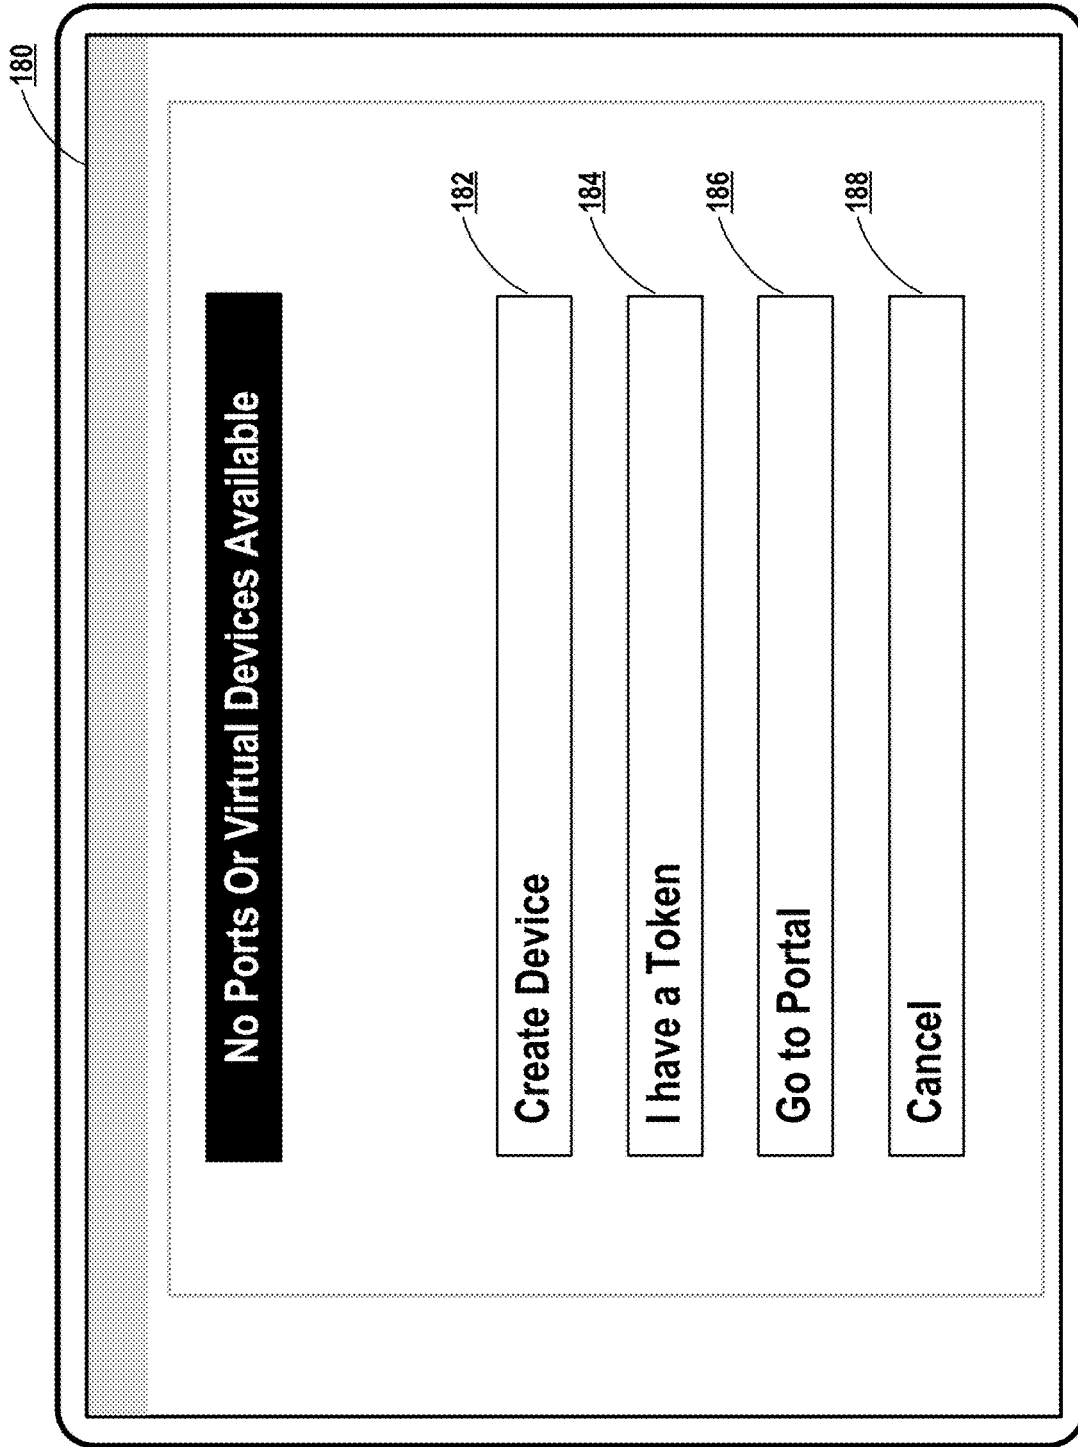 180
No Ports Or Virtual Devices Available
182
Create Device
184
I have a Token
186
Go to Portal
188
Cancel